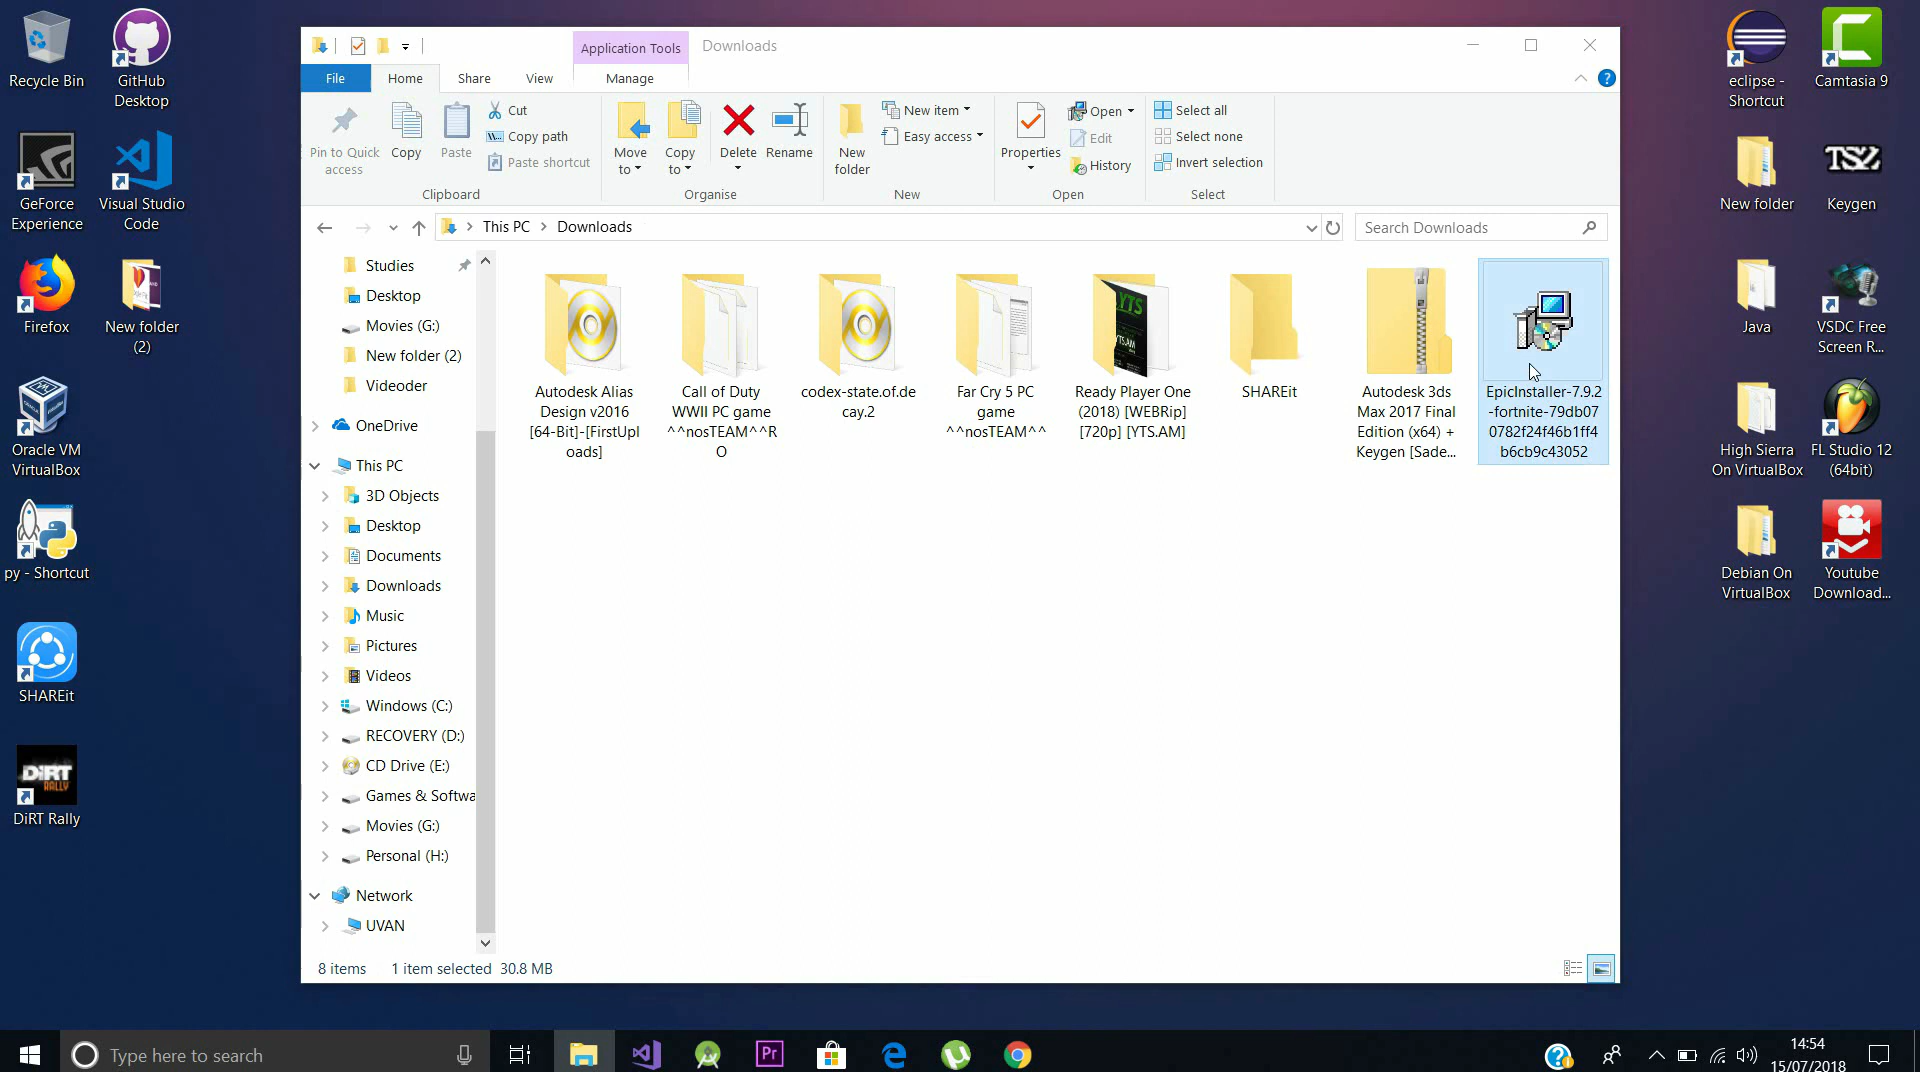 Recycle Bin
GitHub
Desktop
GeForce
Experience
Visual Studio
Code
Firefox
New folder
(2)
Oracle VM
VirtualBox
py - Shortcut
SHAREit
DiRT
RALLY
DiRT Rally
Application Tools
Downloads
File
Home
Share
View
Manage
Pin to Quick
access
Copy
Paste
Cut
Copy path
Paste shortcut
Clipboard
Move
to
Copy
to
Delete
Rename
Organise
New
folder
New item
Easy access
New
Properties
Open
Edit
History
Open
Select all
Select none
Invert selection
Select
This PC
Downloads
Search Downloads
Studies
Desktop
Movies (G:)
New folder (2)
Videoder
OneDrive
This PC
3D Objects
Desktop
Documents
Downloads
Music
Pictures
Videos
Windows (C:)
RECOVERY (D:)
CD Drive (E:)
Games & Softwa
Movies (G:)
Personal (H:)
Network
UVAN
Autodesk Alias
Design v2016
[64-Bit]-[FirstUpl
oads]
Call of Duty
WWII PC game
^^nosTEAM^^R
O
codex-state.of.de
cay.2
Far Cry 5 PC
game
^^nosTEAM^^
YTS
YTS.AM
Ready Player One
(2018) [WEBRip]
[720p] [YTS.AM]
SHAREit
Autodesk 3ds
Max 2017 Final
Edition (x64) +
Keygen [Sade...
EpicInstaller-7.9.2
-fortnite-79db07
0782f24f46b1ff4
b6cb9c43052
8 items
1 item selected 30.8 MB
eclipse -
Shortcut
Camtasia 9
New folder
TSZ
Keygen
Java
VSDC Free
Screen R...
High Sierra
On VirtualBox
FL Studio 12
(64bit)
Debian On
VirtualBox
Youtube
Download...
Type here to search
Pr
14:54
15/07/2018